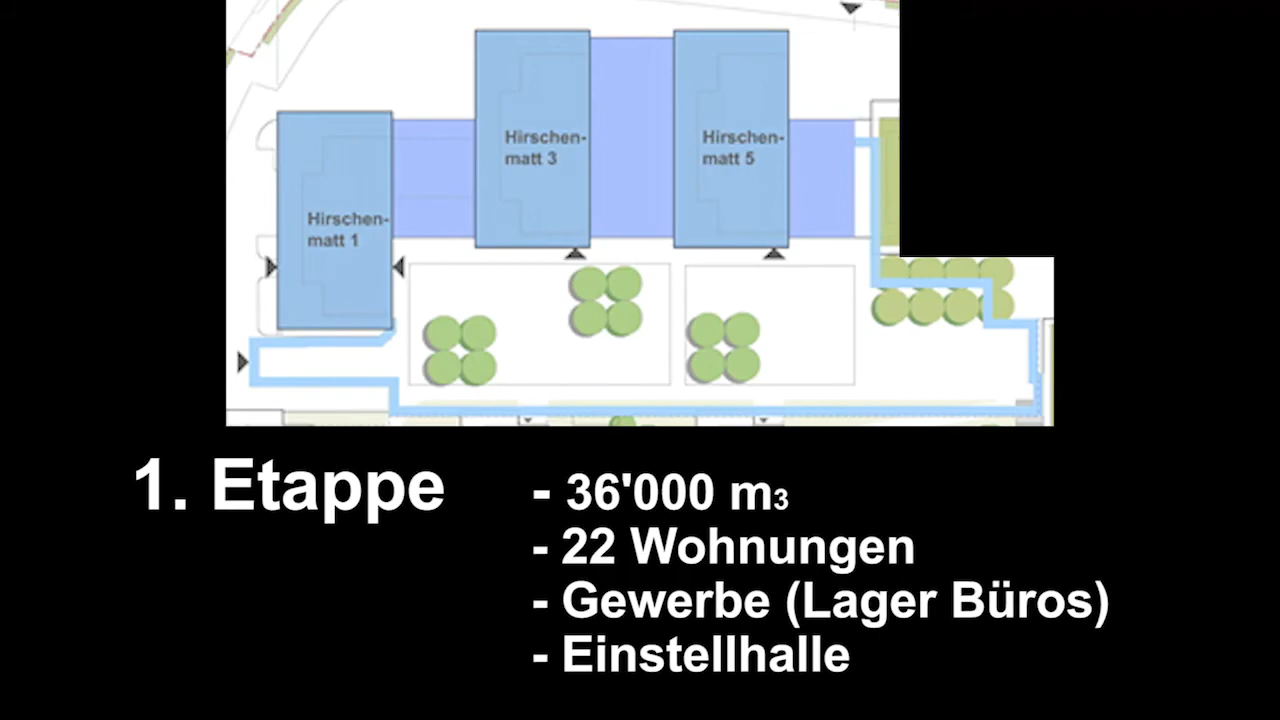 Hirschen-
matt 3
Hirschen-
matt 5
Hirschen-
matt 1
1. Etappe
- 36'000 m3
- 22 Wohnungen
- Gewerbe (Lager Büros)
- Einstellhalle